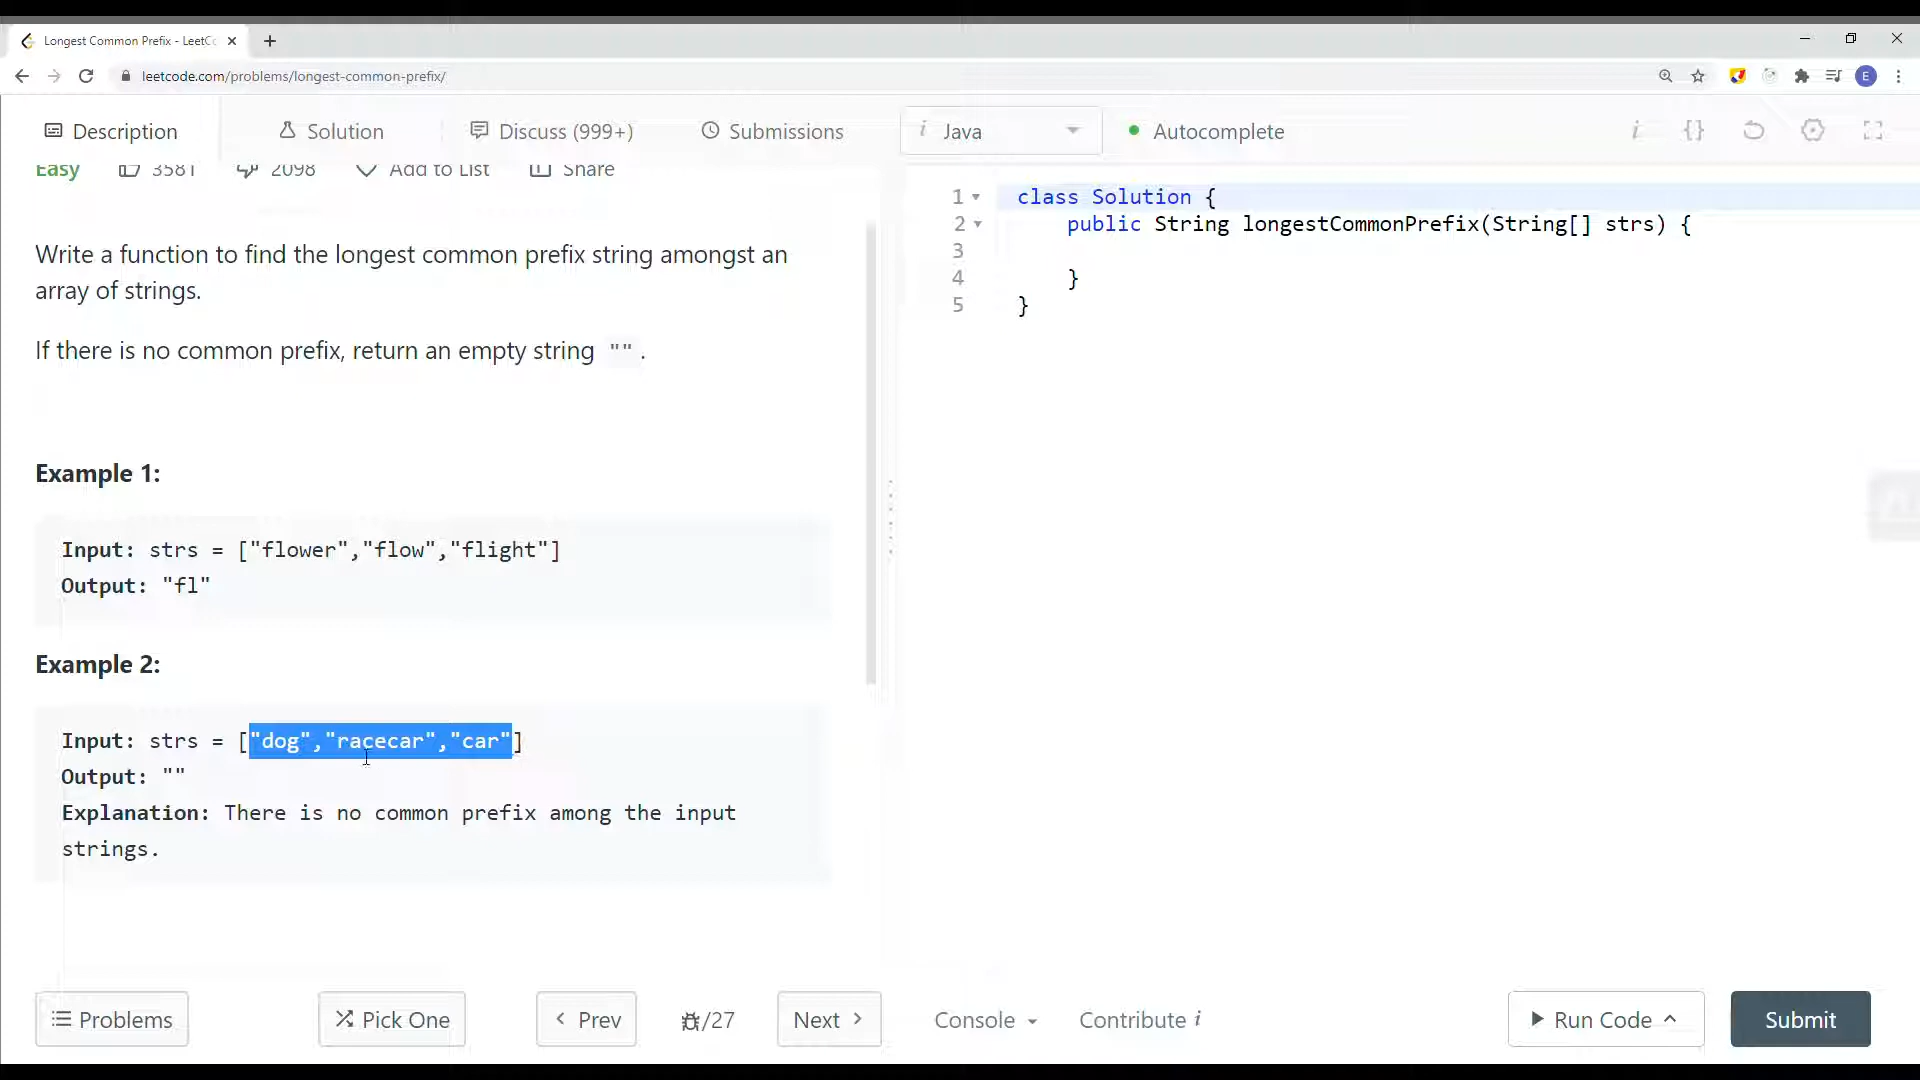 Longest Common Prefix - LeetCo
leetcode.com/problems/longest-common-prefix/
E
Description
Solution
Discuss (999+)
Submissions
i Java
Autocomplete
i {}
Easy 3581 2098 Add to List Share
Write a function to find the longest common prefix string amongst an
array of strings.
If there is no common prefix, return an empty string "".
Example 1:
Input: strs = ["flower","flow","flight"]
Output: "fl"
Example 2:
Input: strs = ["dog","racecar","car"]
Output: ""
Explanation: There is no common prefix among the input
strings.
1 class Solution {
2 public String longestCommonPrefix(String[] strs) {
3
4 }
5 }
Problems
Pick One
< Prev
/27
Next >
Console
Contribute i
Run Code
Submit